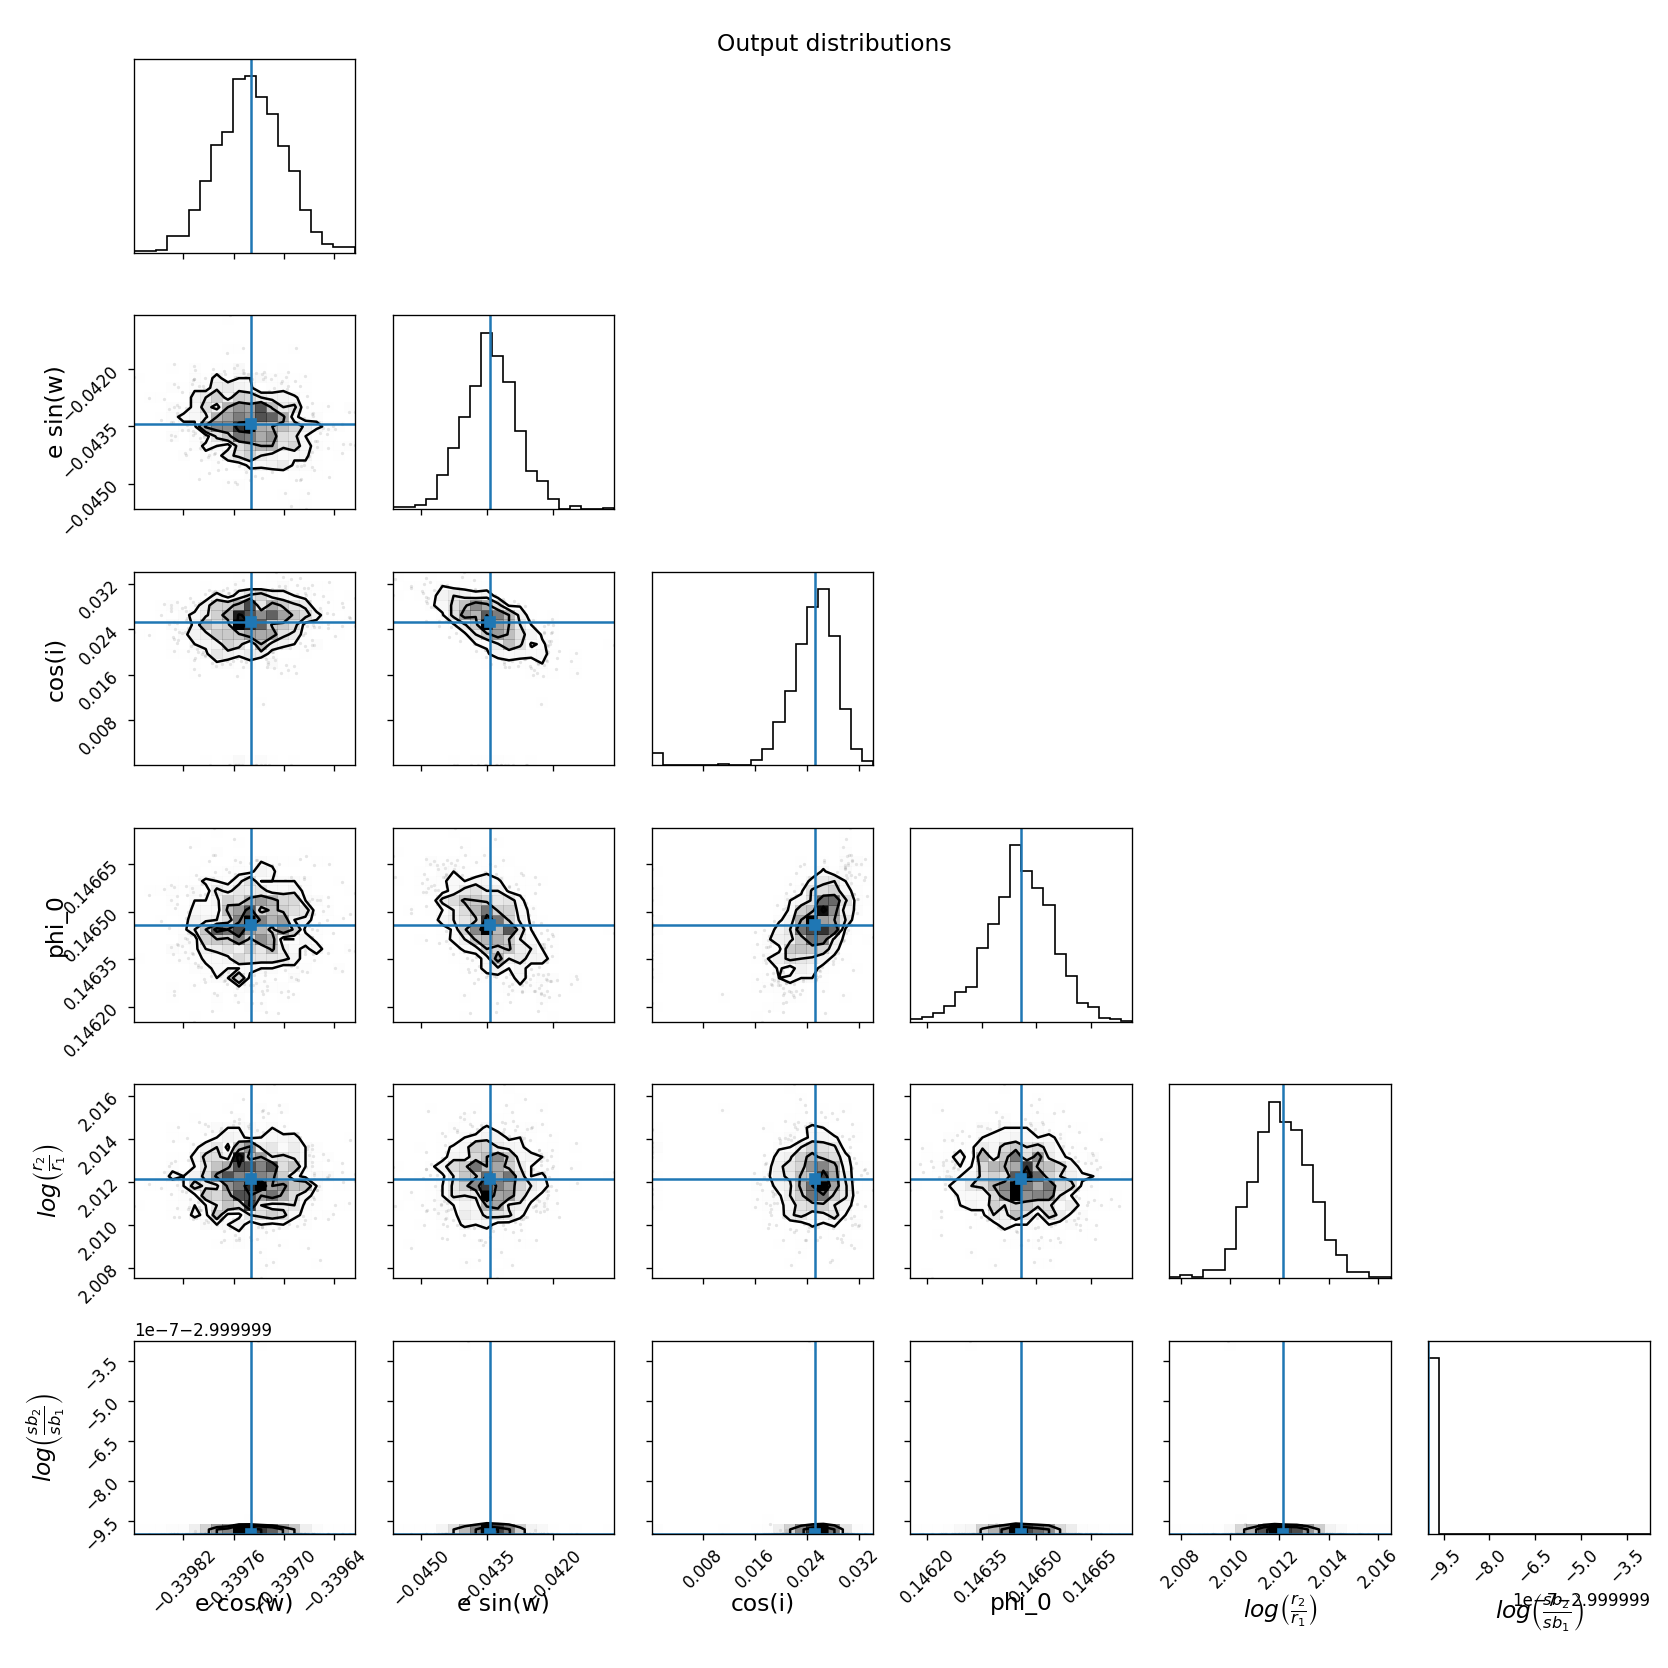 Output distributions
e sin(w)
−0.0420
−0.0435
−0.0450
cos(i)
0.032
0.024
0.016
0.008
phi_0
0.14665
0.14650
0.14635
0.14620
log(r₂/r₁)
2.016
2.014
2.012
2.010
2.008
1e−7−2.999999
log(sb₂/sb₁)
−3.5
−5.0
−6.5
−8.0
−9.5
−0.33982 −0.33976 −0.33970 −0.33964
e cos(w)
−0.0450 −0.0435 −0.0420
e sin(w)
0.008 0.016 0.024 0.032
cos(i)
0.14620 0.14635 0.14650 0.14665
phi_0
2.008 2.010 2.012 2.014 2.016
log(r₂/r₁)
−9.5 −8.0 −6.5 −5.0 −3.5
1e−7−2.999999
log(sb₂/sb₁)